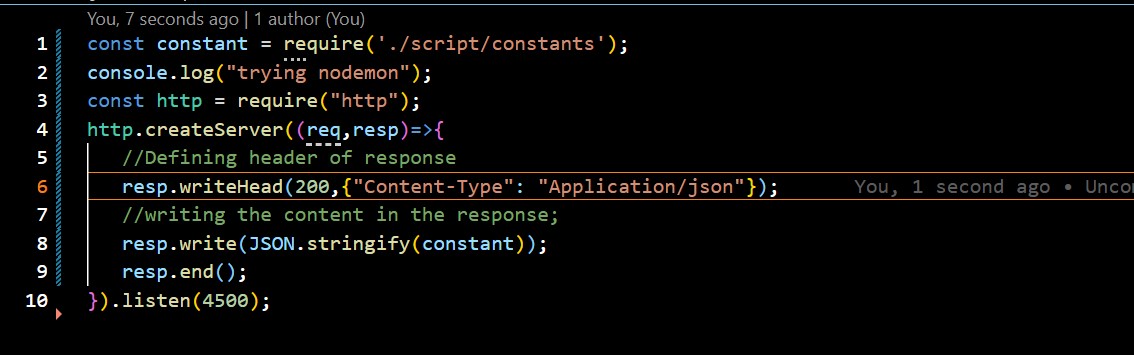 You, 7 seconds ago | 1 author (You)
1 const constant = require('./script/constants');
2 console.log("trying nodemon");
3 const http = require("http");
4 http.createServer((req,resp)=>{
5 //Defining header of response
6 resp.writeHead(200,{"Content-Type": "Application/json"}); You, 1 second ago • Unco
7 //writing the content in the response;
8 resp.write(JSON.stringify(constant));
9 resp.end();
10 }).listen(4500);